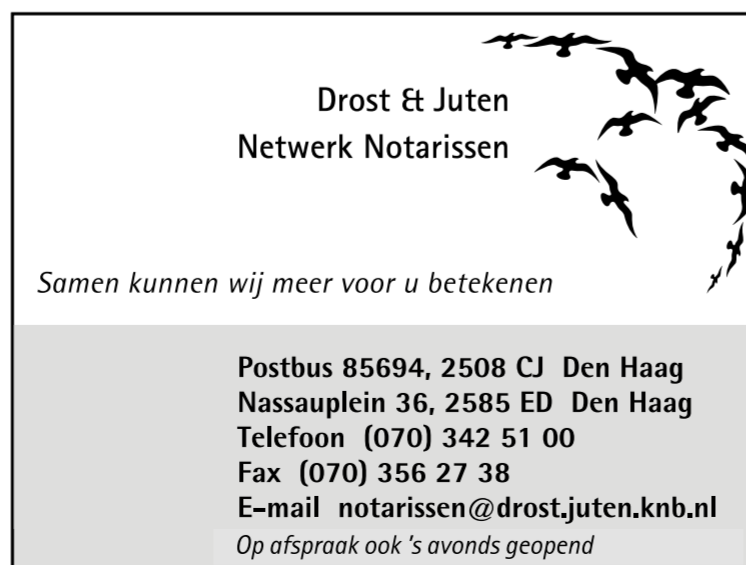 Drost & Juten
Netwerk Notarissen
Samen kunnen wij meer voor u betekenen
Postbus 85694, 2508 CJ Den Haag
Nassauplein 36, 2585 ED Den Haag
Telefoon (070) 342 51 00
Fax (070) 356 27 38
E-mail notarissen@drost.juten.knb.nl
Op afspraak ook 's avonds geopend